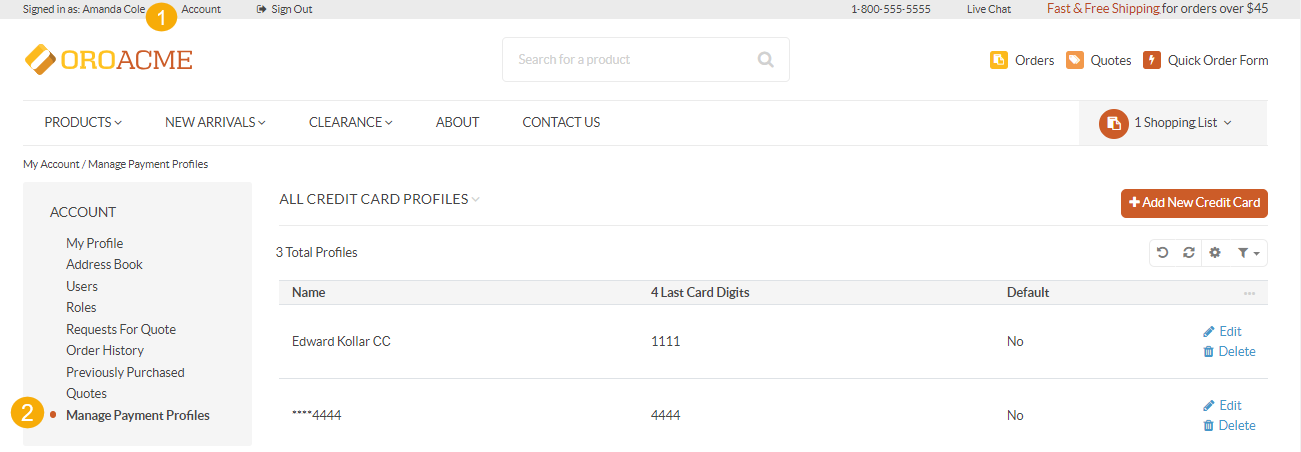 Signed in as: Amanda Cole 1 Account Sign Out 1-800-555-5555 Live Chat Fast & Free Shipping for orders over $45
OROACME Search for a product Orders Quotes Quick Order Form
PRODUCTS NEW ARRIVALS CLEARANCE ABOUT CONTACT US 1 Shopping List
My Account / Manage Payment Profiles
ACCOUNT
My Profile
Address Book
Users
Roles
Requests For Quote
Order History
Previously Purchased
Quotes
2 Manage Payment Profiles
ALL CREDIT CARD PROFILES + Add New Credit Card
3 Total Profiles
Name 4 Last Card Digits Default ...
Edward Kollar CC 1111 No Edit
Delete
****4444 4444 No Edit
Delete